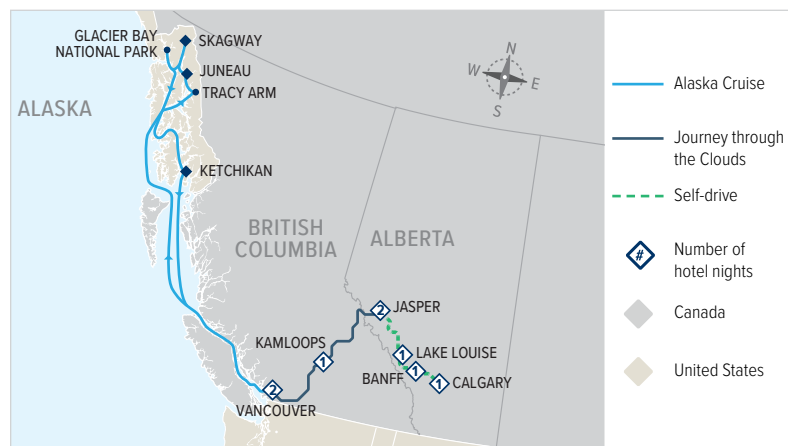 GLACIER BAY
NATIONAL PARK
SKAGWAY
JUNEAU
TRACY ARM
ALASKA
KETCHIKAN
BRITISH
COLUMBIA
ALBERTA
N
W
E
S
2
JASPER
KAMLOOPS
1
1
LAKE LOUISE
BANFF
1
1
CALGARY
2
VANCOUVER
Alaska Cruise
Journey through
the Clouds
Self-drive
#
Number of
hotel nights
Canada
United States